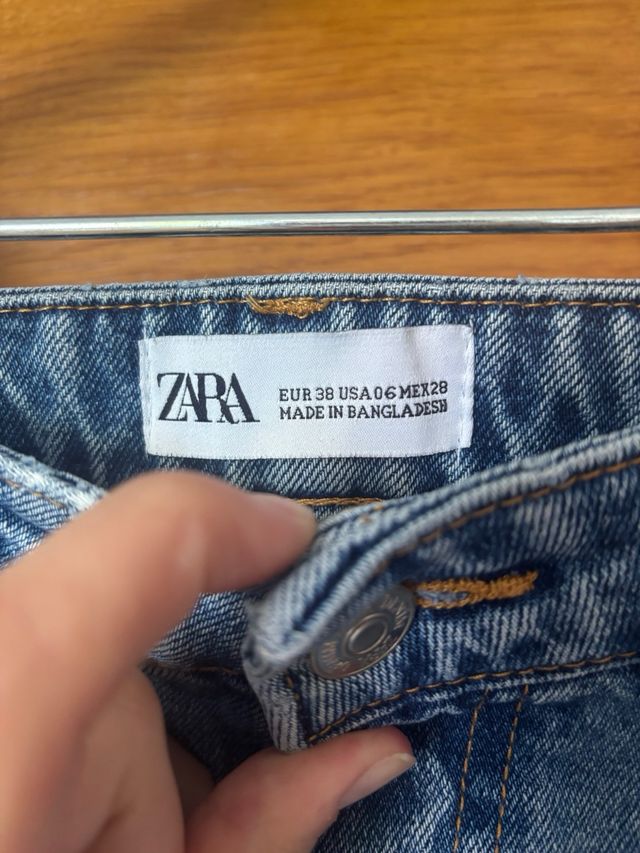 ZARA
EUR 38 USA 06 MEX 28
MADE IN BANGLADESH